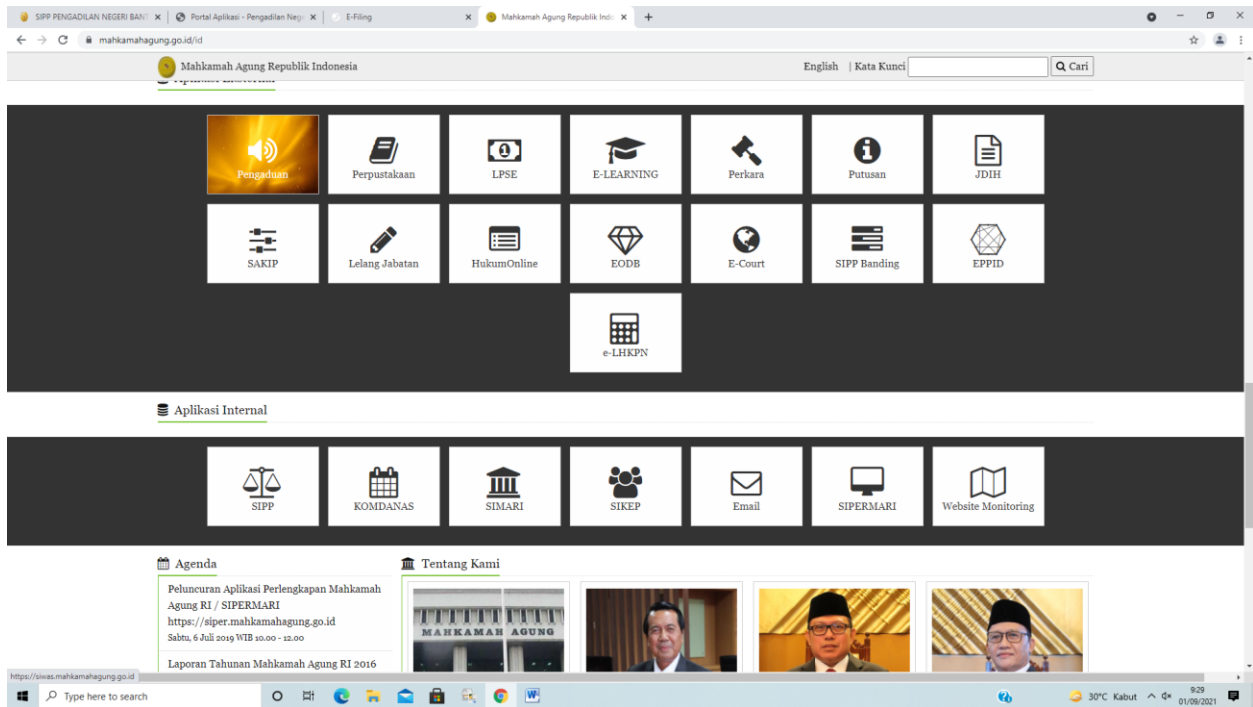 SIPP PENGADILAN NEGERI BANT
Portal Aplikasi - Pengadilan Neg
E-Filing
Mahkamah Agung Republik Indo
mahkamahagung.go.id/id
Mahkamah Agung Republik Indonesia
English | Kata Kunci
Cari
Aplikasi Eksternal
Pengaduan
Perpustakaan
LPSE
E-LEARNING
Perkara
Putusan
JDIH
SAKIP
Lelang Jabatan
HukumOnline
EODB
E-Court
SIPP Banding
EPPID
e-LHKPN
Aplikasi Internal
SIPP
KOMDANAS
SIMARI
SIKEP
Email
SIPERMARI
Website Monitoring
Agenda
Peluncuran Aplikasi Perlengkapan Mahkamah
Agung RI / SIPERMARI
https://siper.mahkamahagung.go.id
Sabtu, 6 Juli 2019 WIB 10.00 - 12.00
Laporan Tahunan Mahkamah Agung RI 2016
Tentang Kami
MAHKAMAH AGUNG
https://siwas.mahkamahagung.go.id
Type here to search
30°C Kabut
9:29
01/09/2021